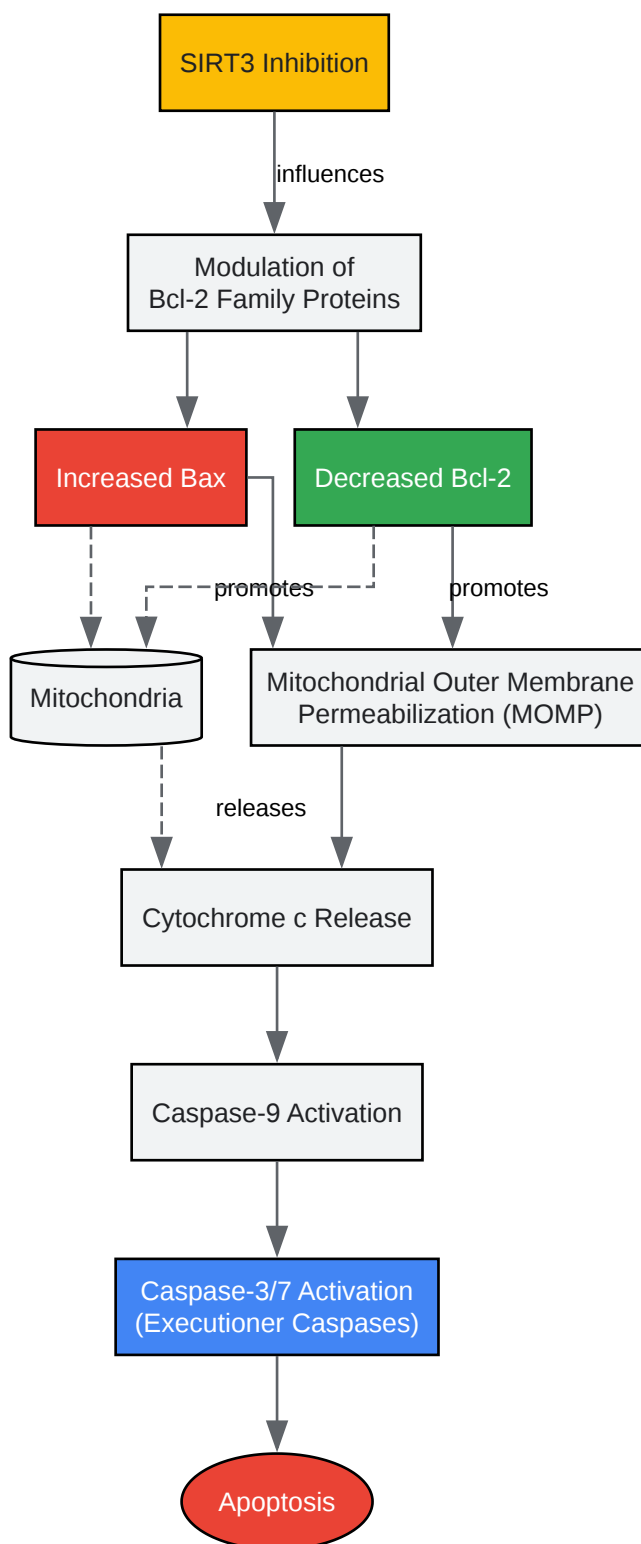 SIRT3 Inhibition
influences
Modulation of
Bcl-2 Family Proteins
Increased Bax
Decreased Bcl-2
promotes
promotes
Mitochondria
Mitochondrial Outer Membrane
Permeabilization (MOMP)
releases
Cytochrome c Release
Caspase-9 Activation
Caspase-3/7 Activation
(Executioner Caspases)
Apoptosis